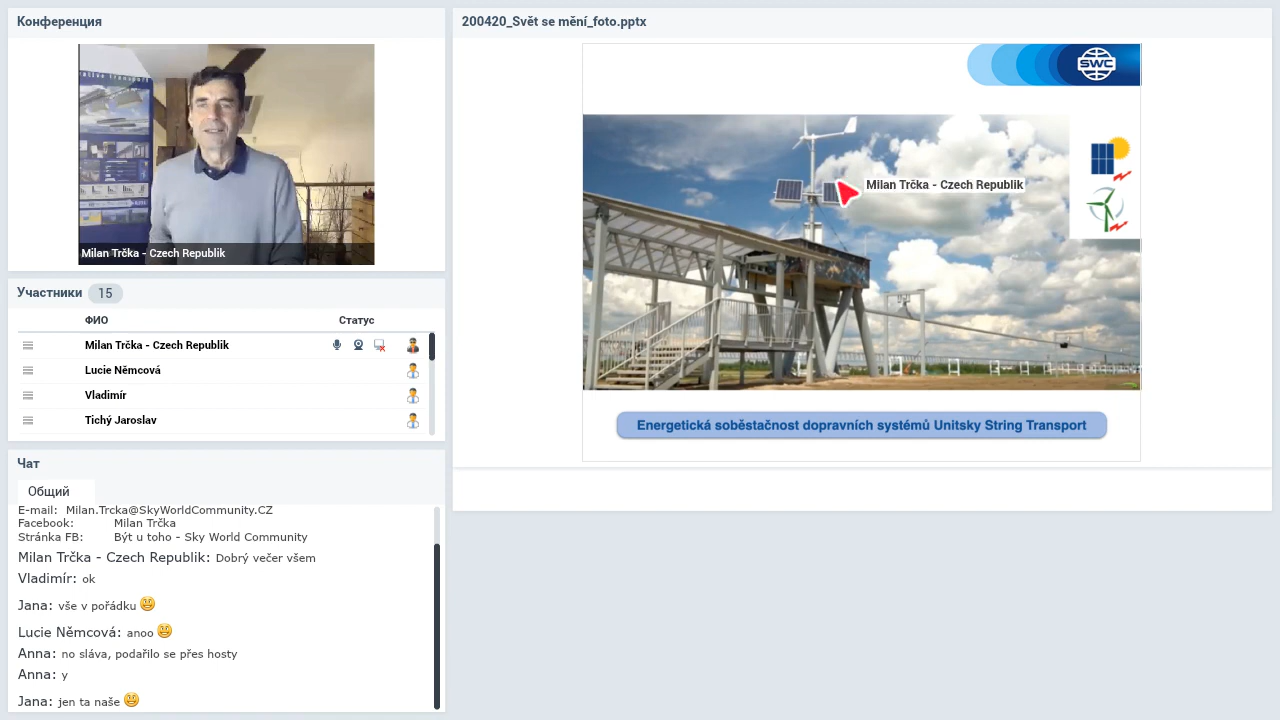 Конференция
Milan Trčka - Czech Republik
Участники 15
ФИО Статус
Milan Trčka - Czech Republik
Lucie Němcová
Vladimír
Tichý Jaroslav
Чат
Общий
E-mail: Milan.Trcka@SkyWorldCommunity.CZ
Facebook: Milan Trčka
Stránka FB: Být u toho - Sky World Community
Milan Trčka - Czech Republik: Dobrý večer všem
Vladimír: ok
Jana: vše v pořádku
Lucie Němcová: anoo
Anna: no sláva, podařilo se přes hosty
Anna: y
Jana: jen ta naše
200420_Svět se mění_foto.pptx
SWC
Milan Trčka - Czech Republik
Energetická soběstačnost dopravních systémů Unitsky String Transport